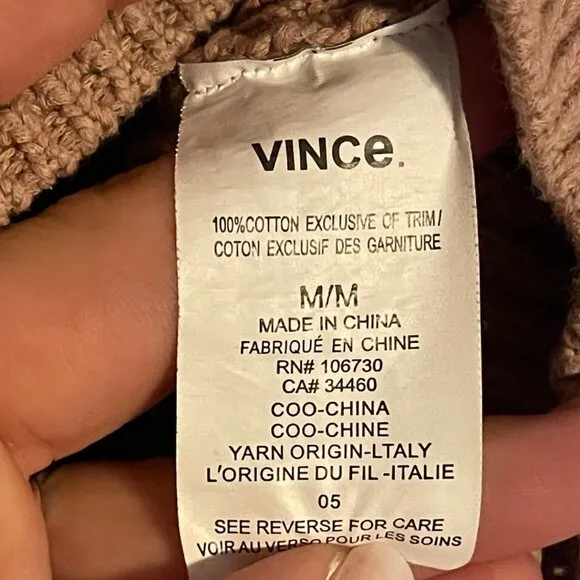 VINCe.
100%COTTON EXCLUSIVE OF TRIM/
COTON EXCLUSIF DES GARNITURE
M/M
MADE IN CHINA
FABRIQUÉ EN CHINE
RN# 106730
CA# 34460
COO-CHINA
COO-CHINE
YARN ORIGIN-LTALY
L'ORIGINE DU FIL -ITALIE
05
SEE REVERSE FOR CARE
VOIR AU VERSO POUR LES SOINS